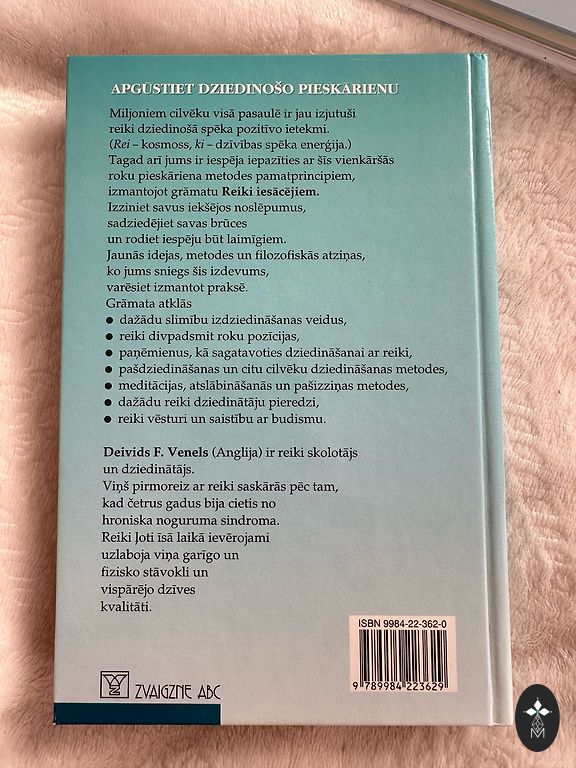 APGŪSTIET DZIEDINOŠO PIESKĀRIENU
Miljoniem cilvēku visā pasaulē ir jau izjutuši
reiki dziedinošā spēka pozitīvo ietekmi.
(Rei – kosmoss, ki – dzīvības spēka enerģija.)
Tagad arī jums ir iespēja iepazīties ar šīs vienkāršās
roku pieskāriena metodes pamatprincipiem,
izmantojot grāmatu Reiki iesācējiem.
Izziniet savus iekšējos noslēpumus,
sadziedējiet savas brūces
un rodiet iespēju būt laimīgiem.
Jaunās idejas, metodes un filozofiskās atziņas,
ko jums sniegs šis izdevums,
varēsiet izmantot praksē.
Grāmata atklās
● dažādu slimību izdziedināšanas veidus,
● reiki divpadsmit roku pozīcijas,
● paņēmienus, kā sagatavoties dziedināšanai ar reiki,
● pašdziedināšanas un citu cilvēku dziedināšanas metodes,
● meditācijas, atslābināšanās un pašizziņas metodes,
● dažādu reiki dziedinātāju pieredzi,
● reiki vēsturi un saistību ar budismu.
Deivids F. Venels (Anglija) ir reiki skolotājs
un dziedinātājs.
Viņš pirmoreiz ar reiki saskārās pēc tam,
kad četrus gadus bija cietis no
hroniska noguruma sindroma.
Reiki ļoti īsā laikā ievērojami
uzlaboja viņa garīgo un
fizisko stāvokli un
vispārējo dzīves
kvalitāti.
ISBN 9984-22-362-0
9 789984 223629
ZVAIGZNE ABC
M